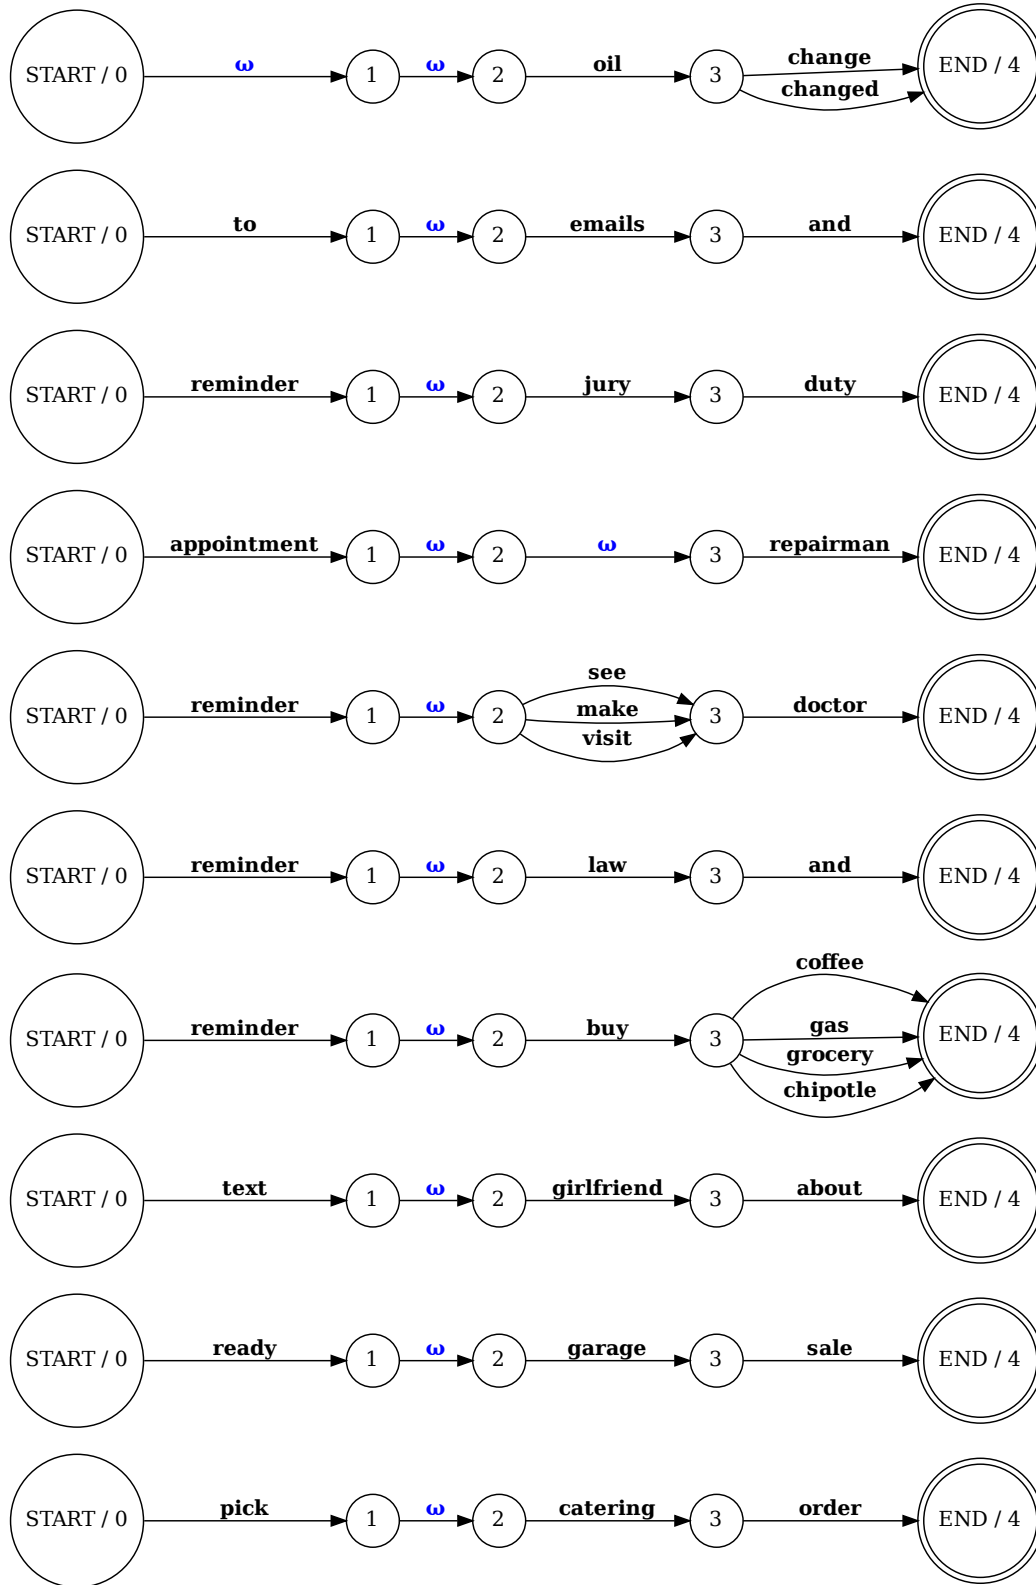 START / 0 ω 1 ω 2 oil 3 change changed END / 4
START / 0 to 1 ω 2 emails 3 and END / 4
START / 0 reminder 1 ω 2 jury 3 duty END / 4
START / 0 appointment 1 ω 2 ω 3 repairman END / 4
START / 0 reminder 1 ω 2 see make visit 3 doctor END / 4
START / 0 reminder 1 ω 2 law 3 and END / 4
START / 0 reminder 1 ω 2 buy 3 coffee gas grocery chipotle END / 4
START / 0 text 1 ω 2 girlfriend 3 about END / 4
START / 0 ready 1 ω 2 garage 3 sale END / 4
START / 0 pick 1 ω 2 catering 3 order END / 4